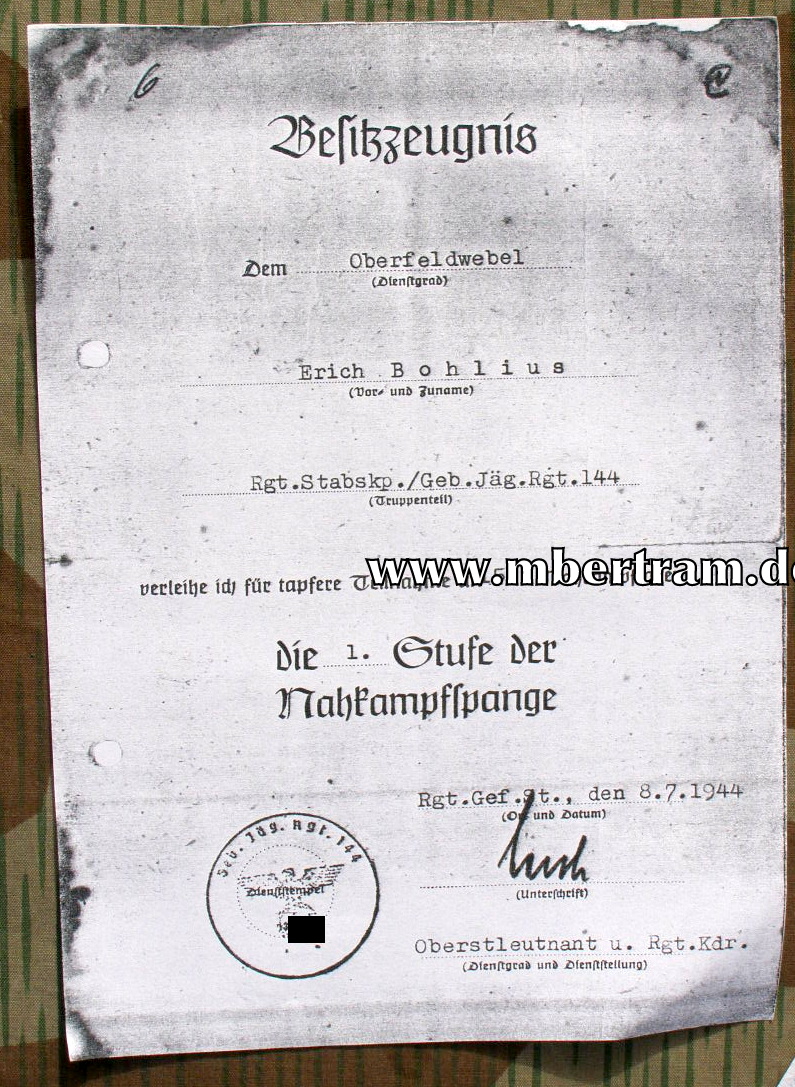 6
Besitzzeugnis
Dem Oberfeldwebel
(Dienstgrad)
Erich Bohlius
(Vor- und Zuname)
Rgt.Stabskp./Geb.Jäg.Rgt.144
(Truppenteil)
www.mbertram.de
verleihe ich für tapfere
die 1. Stufe der
Nahkampfspange
Rgt.Gef.St., den 8.7.1944
(Ort und Datum)
Geb. Jäg. Rgt. 144
Dienststempel
(Unterschrift)
Oberstleutnant u. Rgt.Kdr.
(Dienstgrad und Dienststellung)